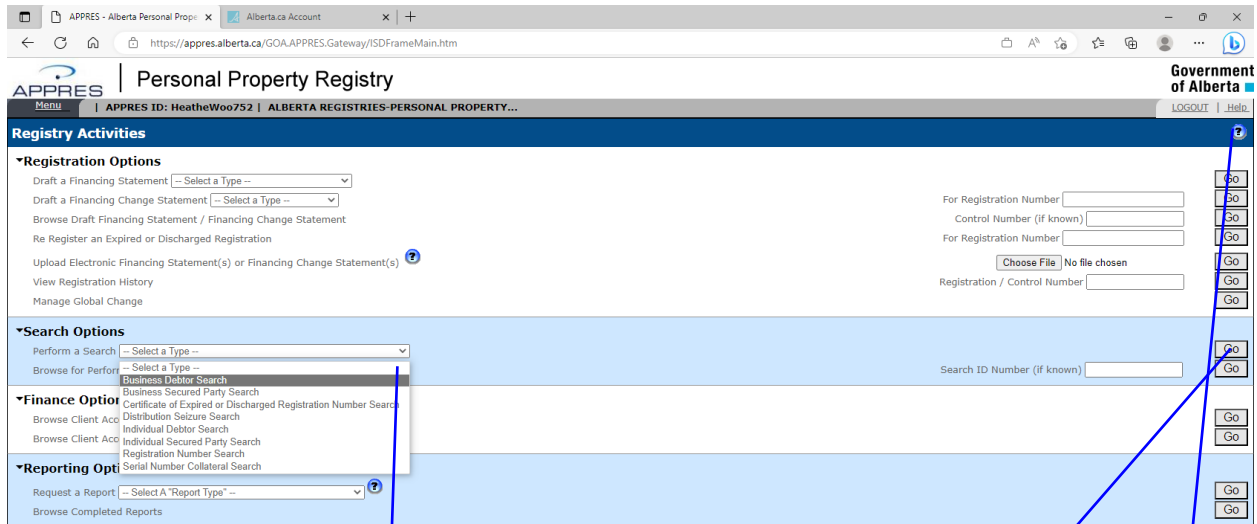 APPRES - Alberta Personal Prope
Alberta.ca Account
https://appres.alberta.ca/GOA.APPRES.Gateway/ISDFrameMain.htm
APPRES
Personal Property Registry
Government
of Alberta
Menu | APPRES ID: HeatheWoo752 | ALBERTA REGISTRIES-PERSONAL PROPERTY...
LOGOUT | Help
Registry Activities
Registration Options
Draft a Financing Statement -- Select a Type -- Go
Draft a Financing Change Statement -- Select a Type -- For Registration Number Go
Browse Draft Financing Statement / Financing Change Statement Control Number (if known) Go
Re Register an Expired or Discharged Registration For Registration Number Go
Upload Electronic Financing Statement(s) or Financing Change Statement(s) ? Choose File No file chosen Go
View Registration History Registration / Control Number Go
Manage Global Change Go
Search Options
Perform a Search -- Select a Type -- Go
Browse for Perfor Search ID Number (if known) Go
-- Select a Type --
Business Debtor Search
Business Secured Party Search
Certificate of Expired or Discharged Registration Number Search
Distribution Seizure Search
Individual Debtor Search
Individual Secured Party Search
Registration Number Search
Serial Number Collateral Search
Finance Option
Browse Client Acc Go
Browse Client Acc Go
Reporting Opti
Request a Report -- Select A "Report Type" -- ? Go
Browse Completed Reports Go